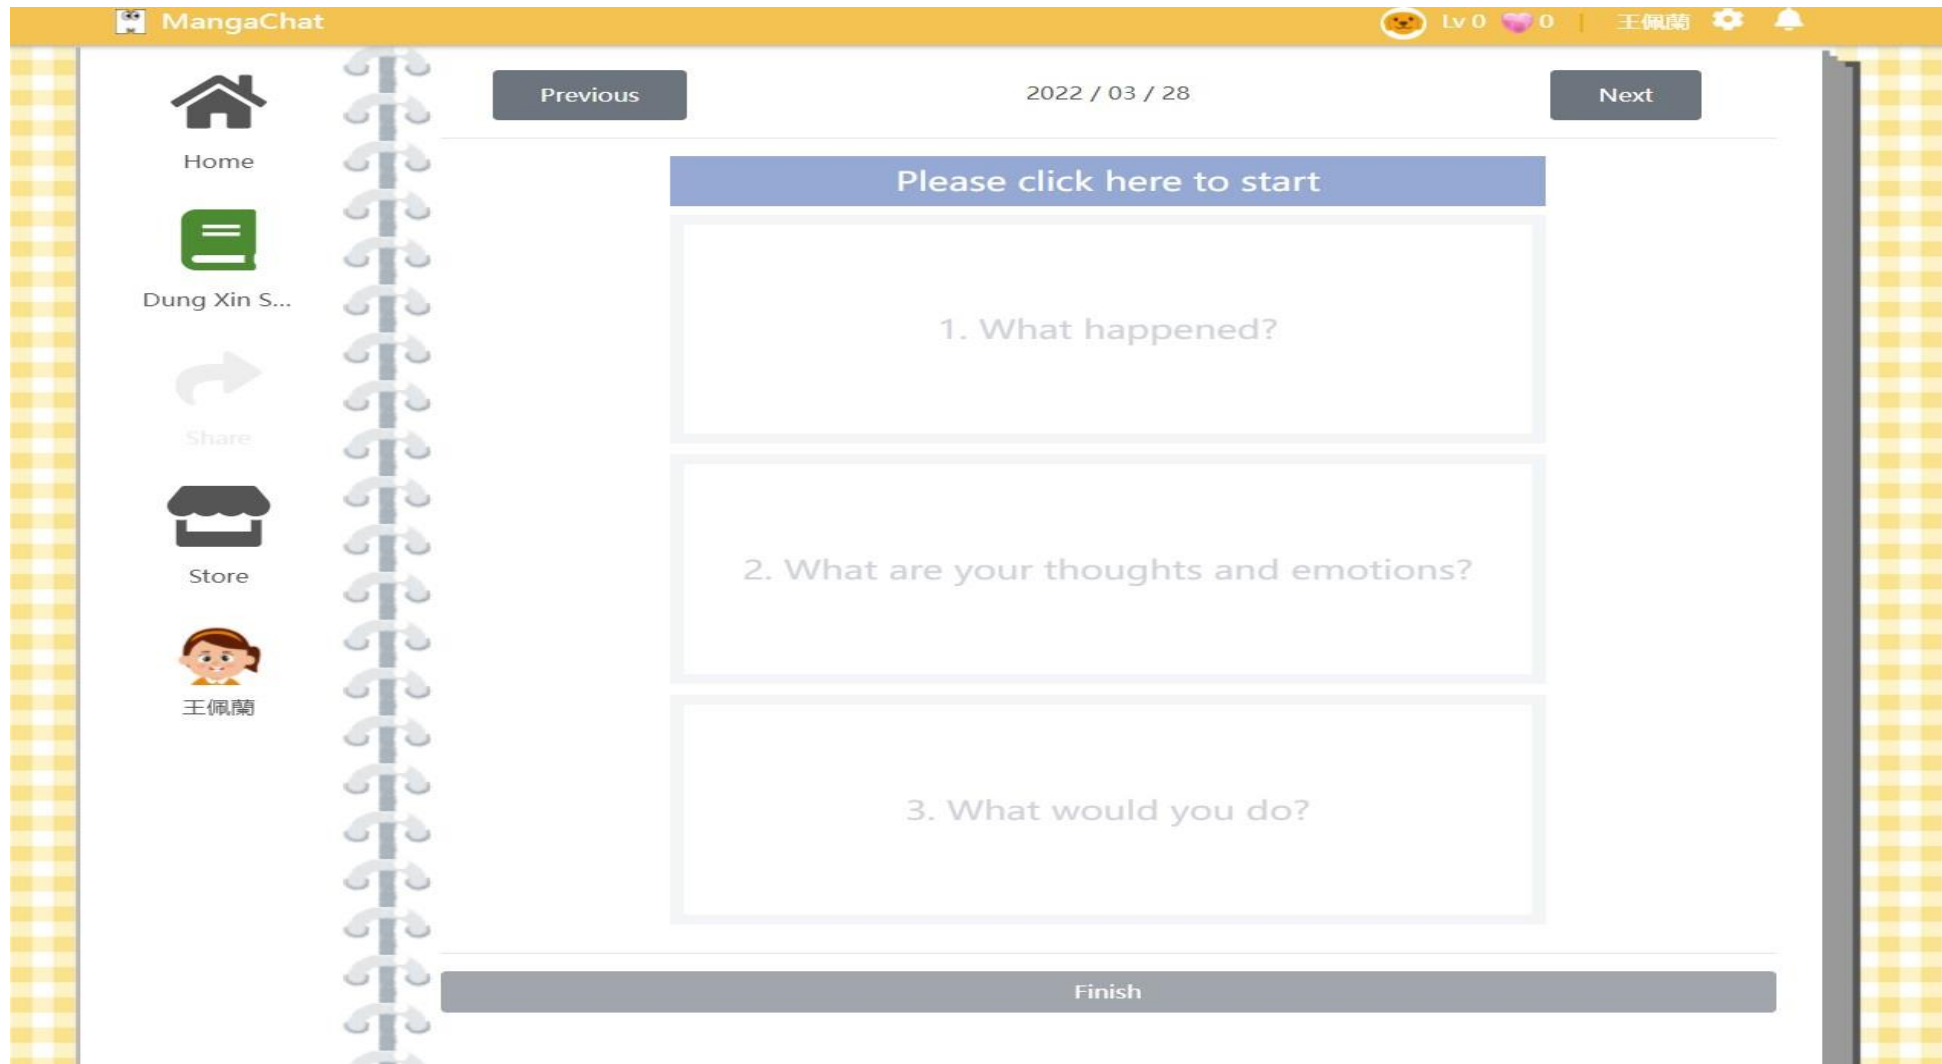 MangaChat
Lv 0 0 | 王佩蘭
Previous
2022 / 03 / 28
Next
Home
Dung Xin S...
Share
Store
王佩蘭
Please click here to start
1. What happened?
2. What are your thoughts and emotions?
3. What would you do?
Finish